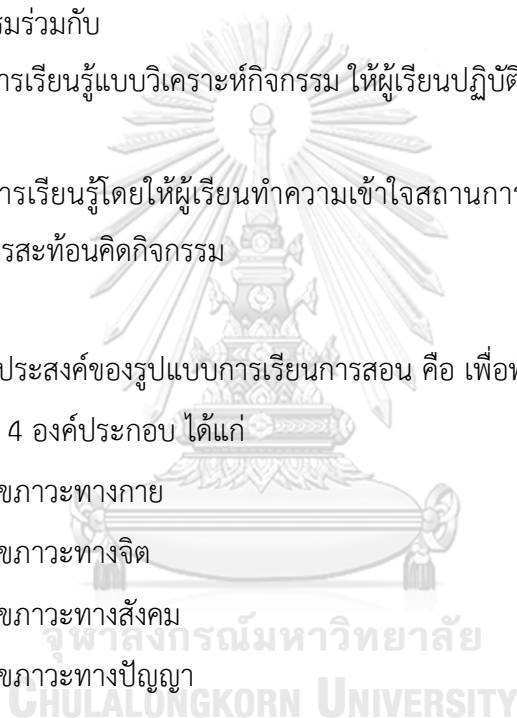 รมร่วมกับ
การเรียนรู้แบบวิเคราะห์กิจกรรม ให้ผู้เรียนปฏิบัติ
การเรียนรู้โดยให้ผู้เรียนทำความเข้าใจสถานการ
รสะท้อนคิดกิจกรรม
ประสงค์ของรูปแบบการเรียนการสอน คือ เพื่อพ
4 องค์ประกอบ ได้แก่
ขภาวะทางกาย
ขภาวะทางจิต
ขภาวะทางสังคม
จุฬาลงกรณ์มหาวิทยาลัย
ขภาวะทางปัญญา
CHULALONGKORN UNIVERSITY